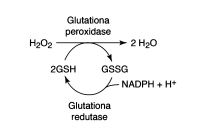 Glutationa
peroxidase
H₂O₂ 2 H₂O
2GSH GSSG
NADPH + H⁺
Glutationa
redutase